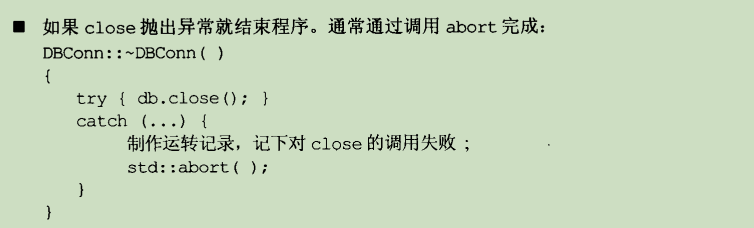 ■ 如果 close 抛出异常就结束程序。通常通过调用 abort 完成：
DBConn::~DBConn( )
{
try { db.close(); }
catch (...) {
制作运转记录，记下对 close 的调用失败；
std::abort( );
}
}